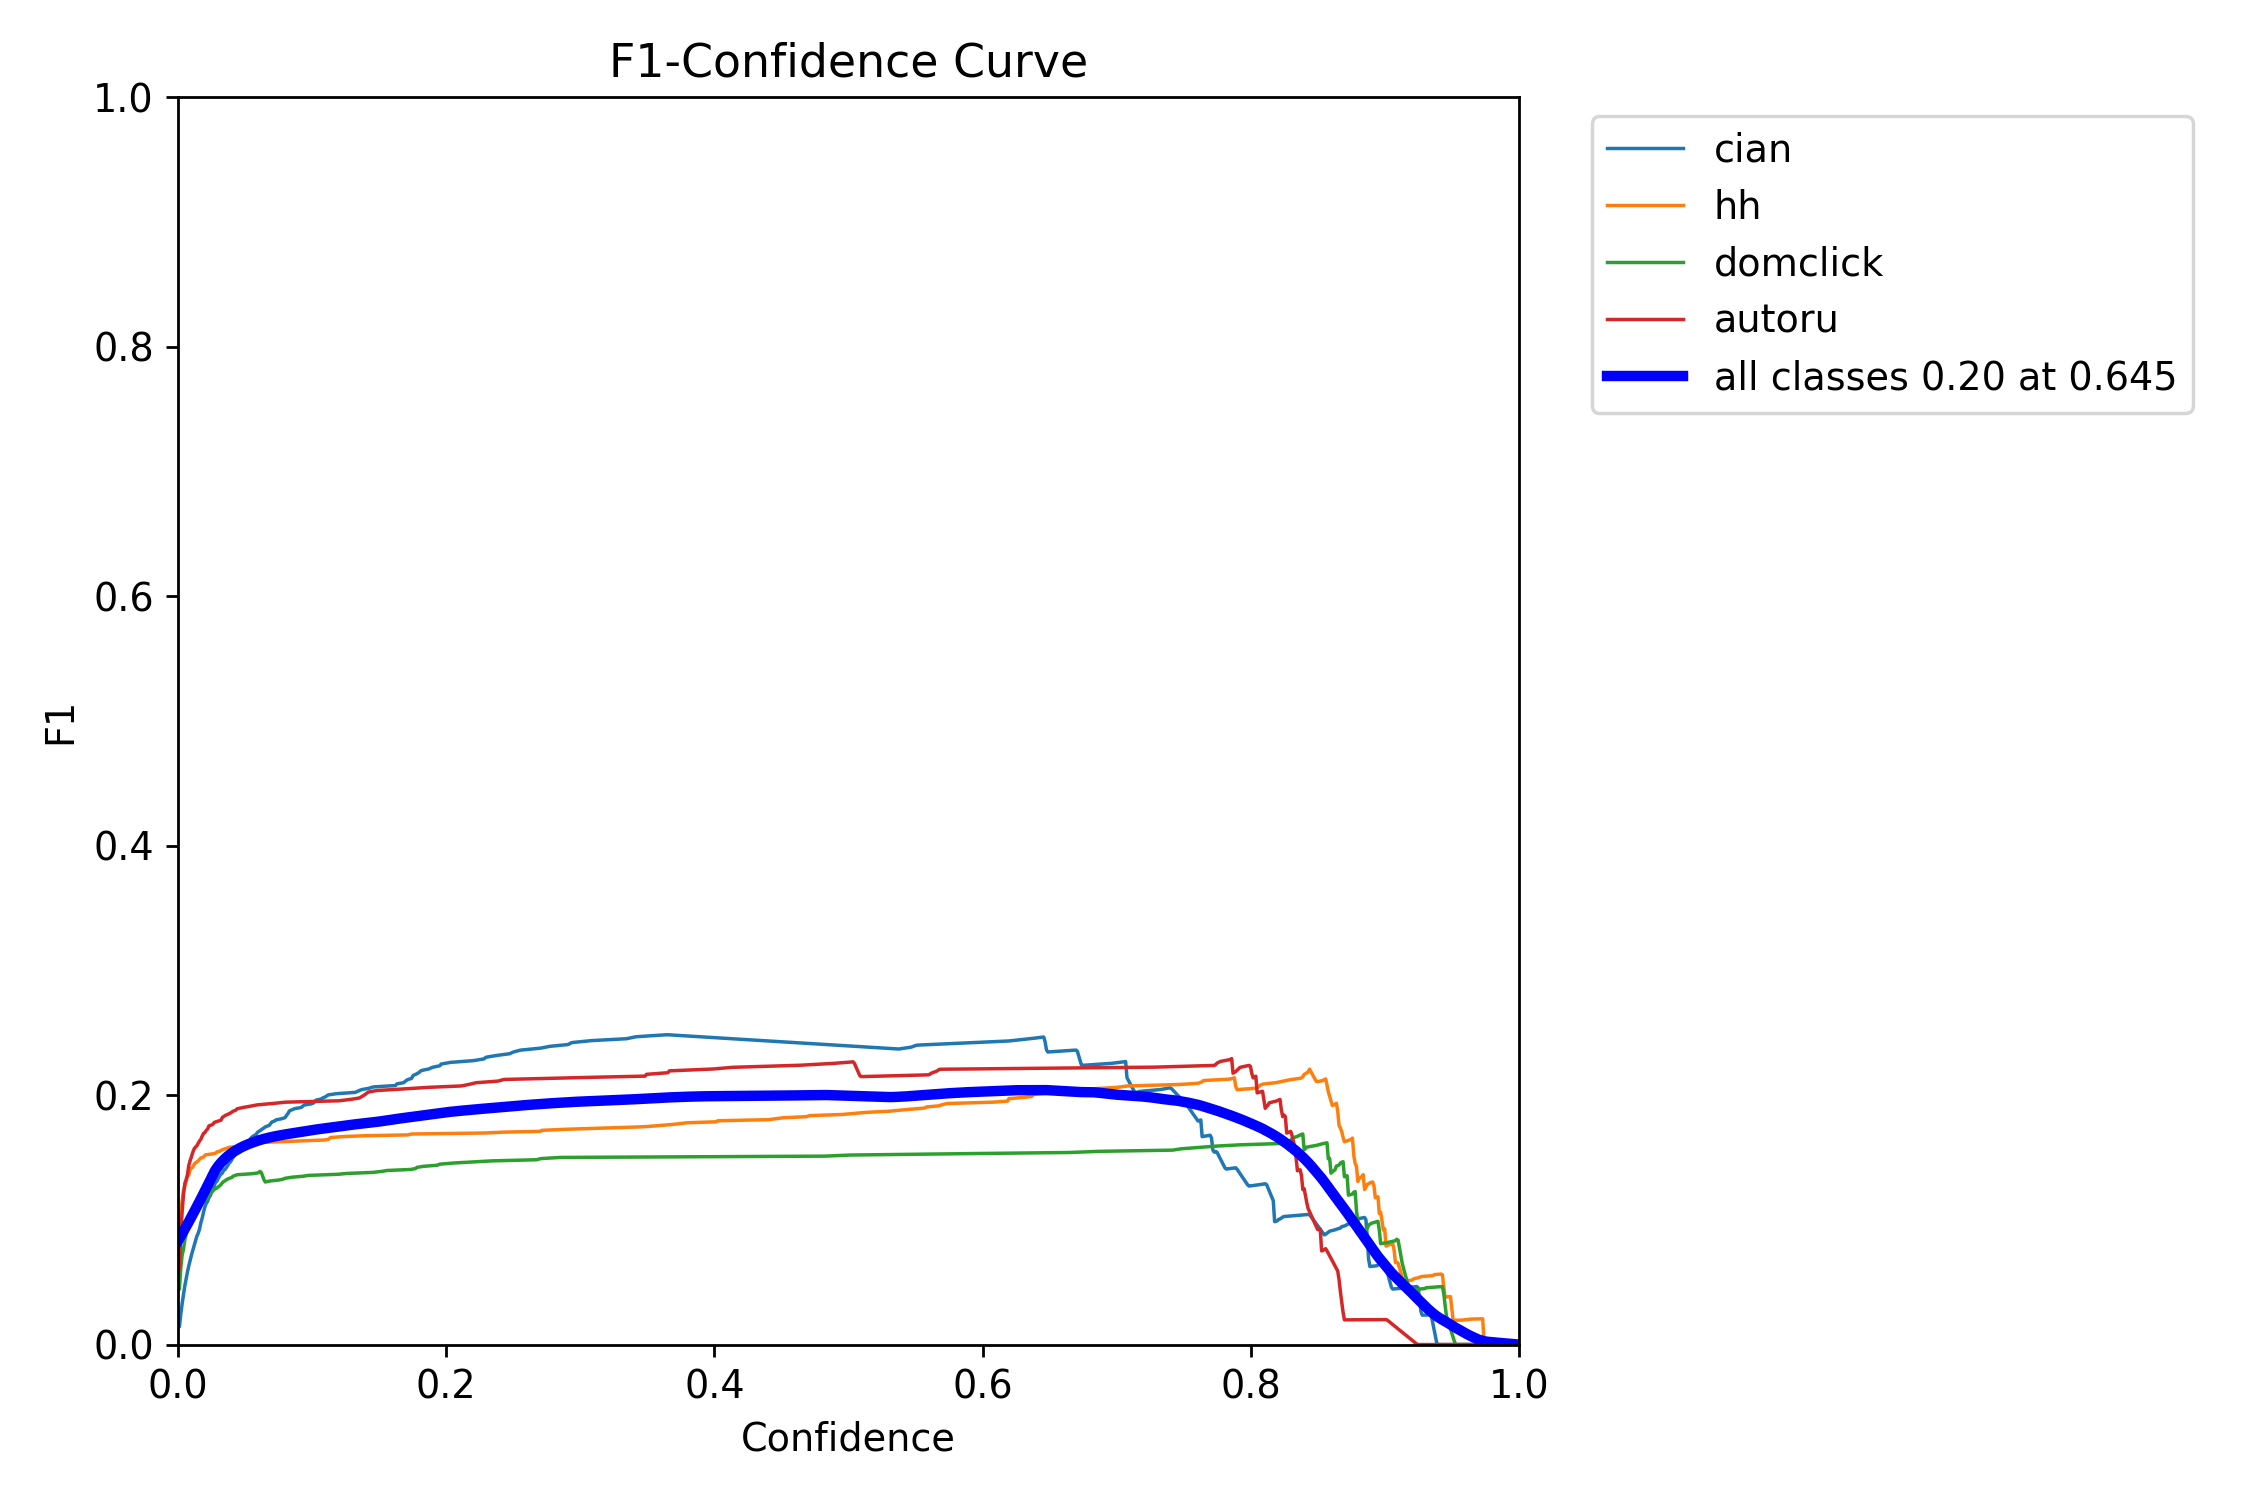 F1-Confidence Curve
1.0
0.8
0.6
0.4
0.2
0.0
F1
0.0 0.2 0.4 0.6 0.8 1.0
Confidence
cian
hh
domclick
autoru
all classes 0.20 at 0.645